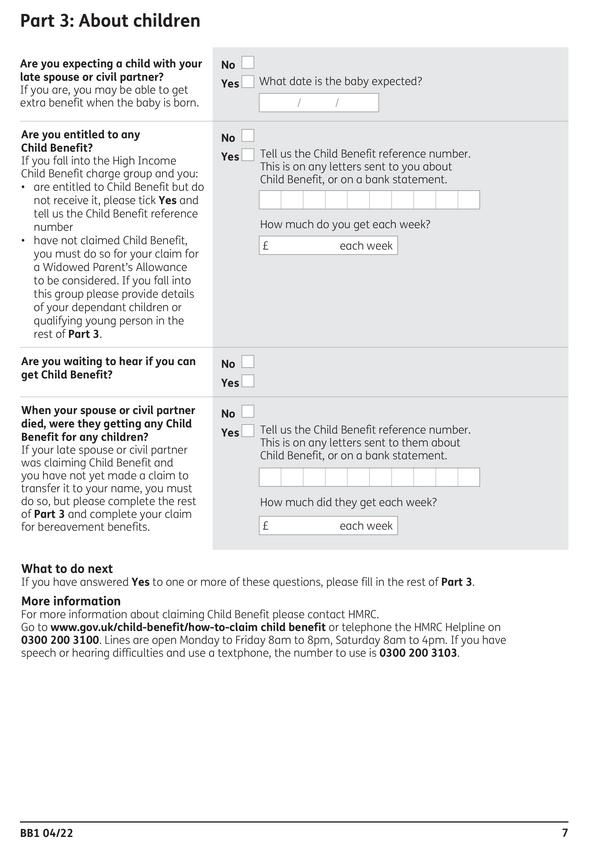 Part 3: About children
Are you expecting a child with your
late spouse or civil partner?
If you are, you may be able to get
extra benefit when the baby is born.
No
Yes What date is the baby expected?
/ /
Are you entitled to any
Child Benefit?
If you fall into the High Income
Child Benefit charge group and you:
• are entitled to Child Benefit but do
not receive it, please tick Yes and
tell us the Child Benefit reference
number
• have not claimed Child Benefit,
you must do so for your claim for
a Widowed Parent's Allowance
to be considered. If you fall into
this group please provide details
of your dependant children or
qualifying young person in the
rest of Part 3.
No
Yes Tell us the Child Benefit reference number.
This is on any letters sent to you about
Child Benefit, or on a bank statement.
How much do you get each week?
£ each week
Are you waiting to hear if you can
get Child Benefit?
No
Yes
When your spouse or civil partner
died, were they getting any Child
Benefit for any children?
If your late spouse or civil partner
was claiming Child Benefit and
you have not yet made a claim to
transfer it to your name, you must
do so, but please complete the rest
of Part 3 and complete your claim
for bereavement benefits.
No
Yes Tell us the Child Benefit reference number.
This is on any letters sent to them about
Child Benefit, or on a bank statement.
How much did they get each week?
£ each week
What to do next
If you have answered Yes to one or more of these questions, please fill in the rest of Part 3.
More information
For more information about claiming Child Benefit please contact HMRC.
Go to www.gov.uk/child-benefit/how-to-claim child benefit or telephone the HMRC Helpline on
0300 200 3100. Lines are open Monday to Friday 8am to 8pm, Saturday 8am to 4pm. If you have
speech or hearing difficulties and use a textphone, the number to use is 0300 200 3103.
BB1 04/22 7